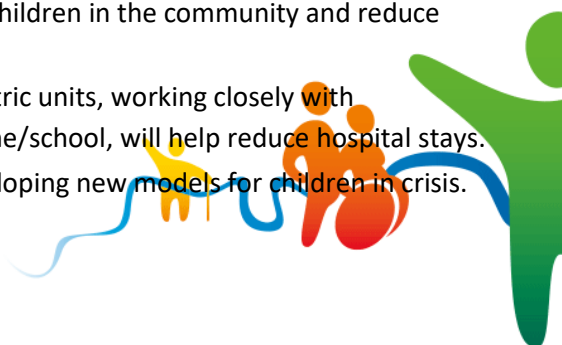 hildren in the community and reduce
tric units, working closely with
e/school, will help reduce hospital stays.
loping new models for children in crisis.